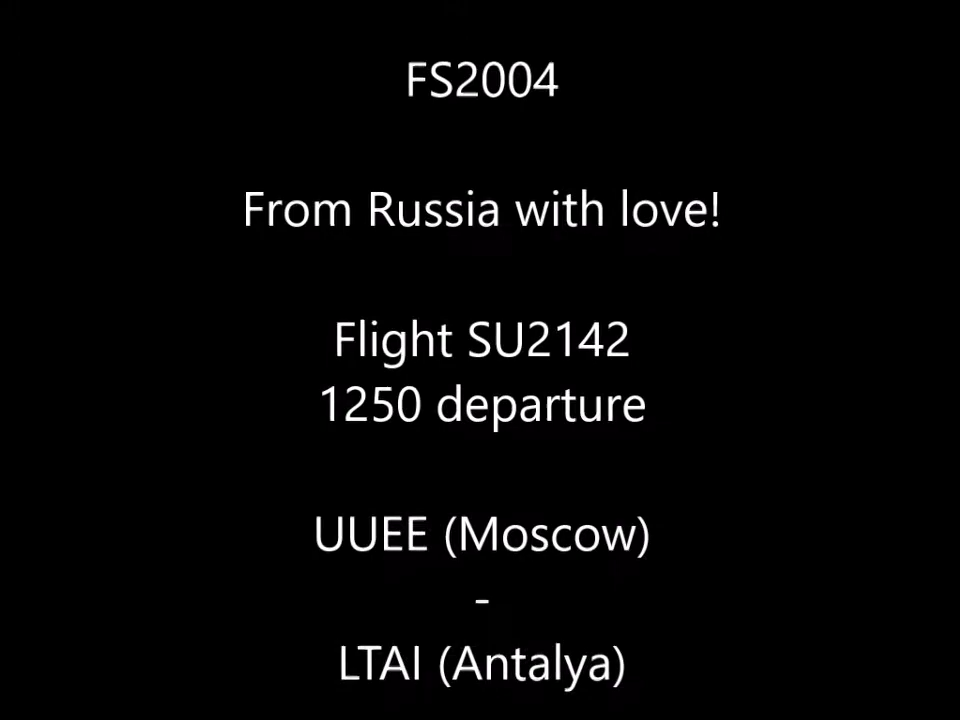 FS2004
From Russia with love!
Flight SU2142
1250 departure
UUEE (Moscow)
-
LTAI (Antalya)